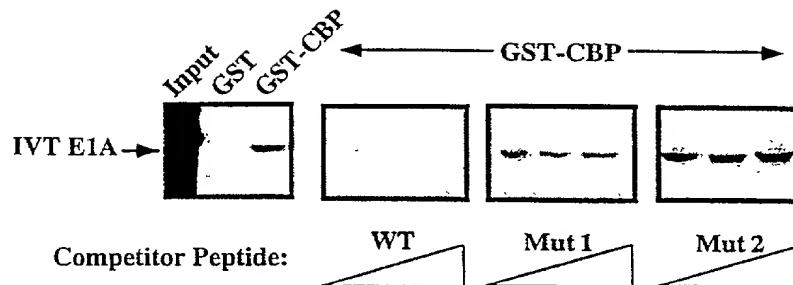 Input
GST
GST-CBP
GST-CBP
IVT E1A
Competitor Peptide:
WT
Mut 1
Mut 2